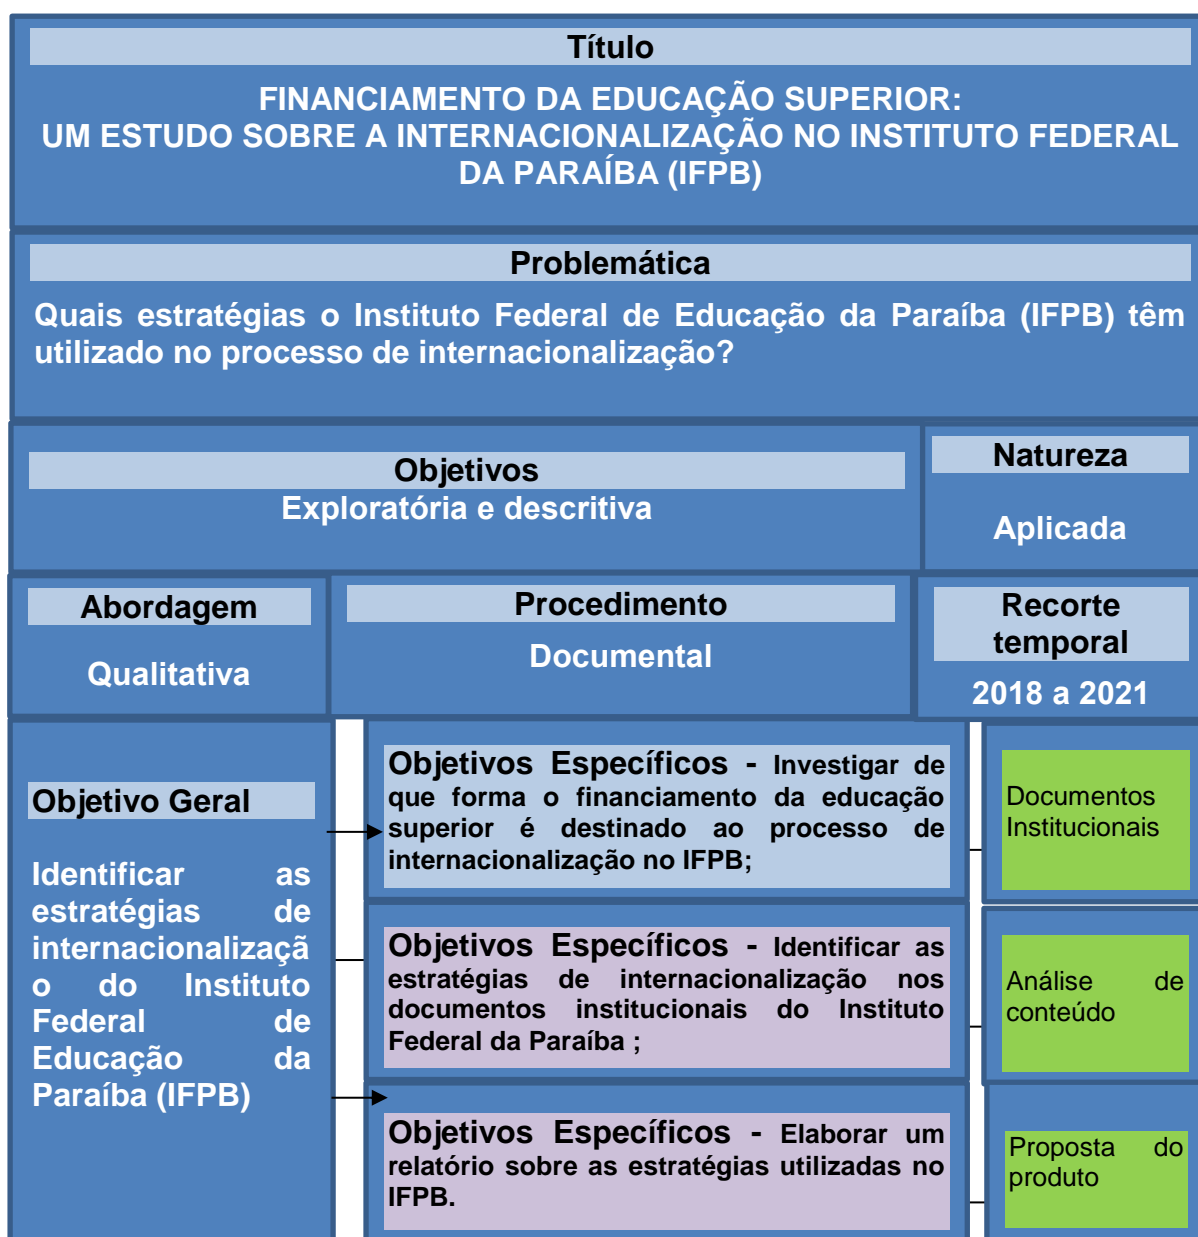 Título
FINANCIAMENTO DA EDUCAÇÃO SUPERIOR:
UM ESTUDO SOBRE A INTERNACIONALIZAÇÃO NO INSTITUTO FEDERAL
DA PARAÍBA (IFPB)
Problemática
Quais estratégias o Instituto Federal de Educação da Paraíba (IFPB) têm
utilizado no processo de internacionalização?
Objetivos
Exploratória e descritiva
Natureza
Aplicada
Abordagem
Qualitativa
Procedimento
Documental
Recorte
temporal
2018 a 2021
Objetivo Geral
Identificar as
estratégias de
internacionalizaçã
o do Instituto
Federal de
Educação da
Paraíba (IFPB)
Objetivos Específicos - Investigar de
que forma o financiamento da educação
superior é destinado ao processo de
internacionalização no IFPB;
Documentos
Institucionais
Objetivos Específicos - Identificar as
estratégias de internacionalização nos
documentos institucionais do Instituto
Federal da Paraíba ;
Análise de
conteúdo
Objetivos Específicos - Elaborar um
relatório sobre as estratégias utilizadas no
IFPB.
Proposta do
produto